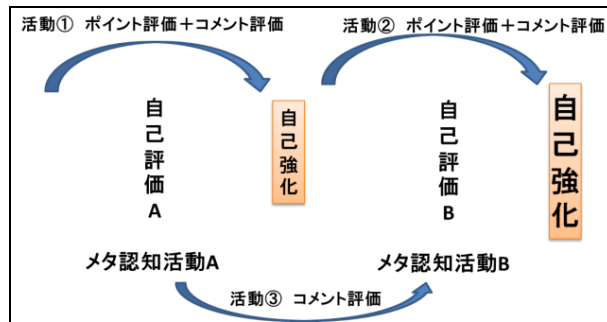 活動① ポイント評価＋コメント評価
活動② ポイント評価＋コメント評価
自己評価A
自己強化
自己評価B
自己強化
メタ認知活動A
メタ認知活動B
活動③ コメント評価